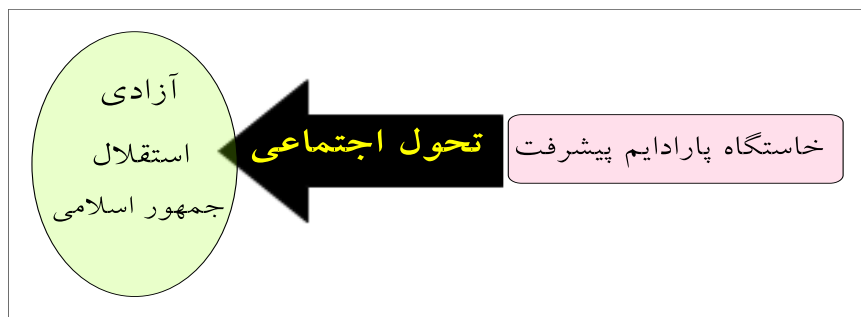 خاستگاه پارادایم پیشرفت
تحول اجتماعی
آزادی
استقلال
جمهور اسلامی